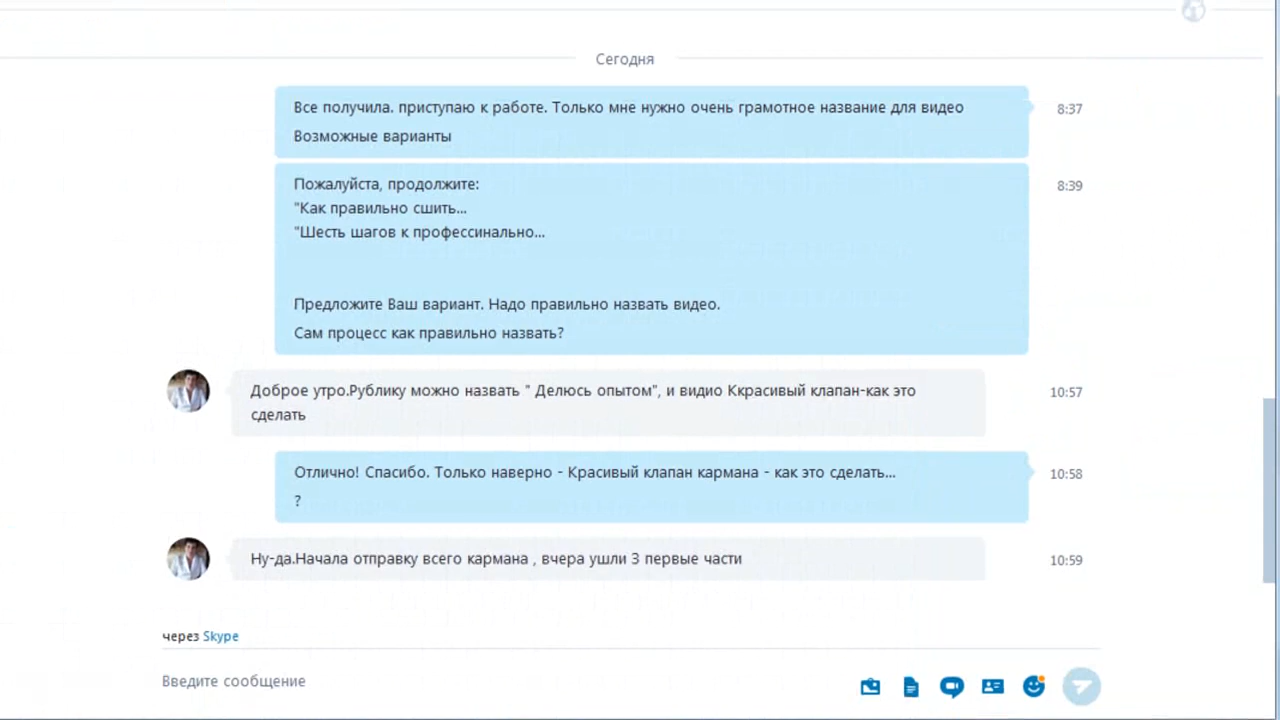 Сегодня
Все получила. приступаю к работе. Только мне нужно очень грамотное название для видео
8:37
Возможные варианты
Пожалуйста, продолжите:
8:39
"Как правильно сшить...
"Шесть шагов к профессинально...
Предложите Ваш вариант. Надо правильно назвать видео.
Сам процесс как правильно назвать?
Доброе утро.Рублику можно назвать " Делюсь опытом", и видио Ккрасивый клапан-как это
10:57
сделать
Отлично! Спасибо. Только наверно - Красивый клапан кармана - как это сделать...
10:58
?
Ну-да.Начала отправку всего кармана , вчера ушли 3 первые части
10:59
через Skype
Введите сообщение